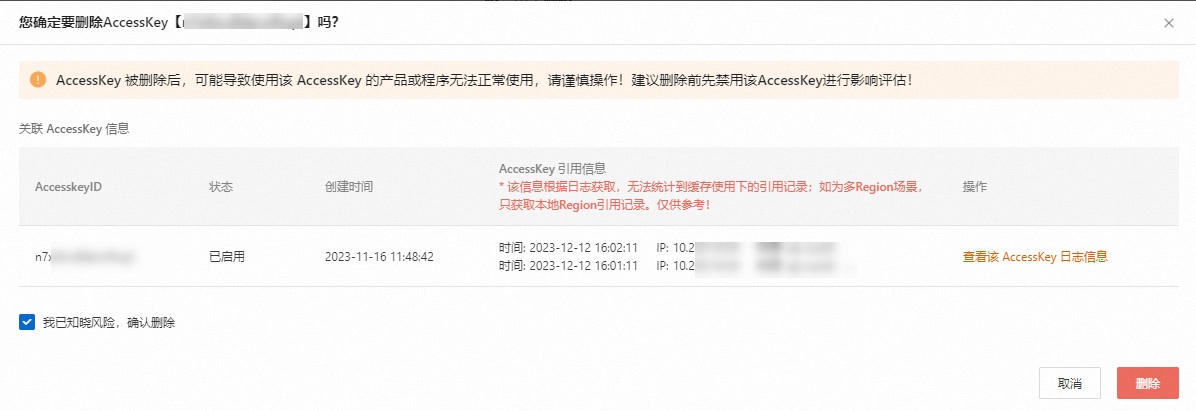 您确定要删除AccessKey【n】吗?
AccessKey 被删除后，可能导致使用该 AccessKey 的产品或程序无法正常使用，请谨慎操作！建议删除前先禁用该AccessKey进行影响评估！
关联 AccessKey 信息
AccesskeyID
状态
创建时间
AccessKey 引用信息
* 该信息根据日志获取，无法统计到缓存使用下的引用记录；如为多Region场景，
只获取本地Region引用记录。仅供参考！
操作
n7x
已启用
2023-11-16 11:48:42
时间: 2023-12-12 16:02:11 IP: 10.2
时间: 2023-12-12 16:01:11 IP: 10.2
查看该 AccessKey 日志信息
我已知晓风险，确认删除
取消
删除